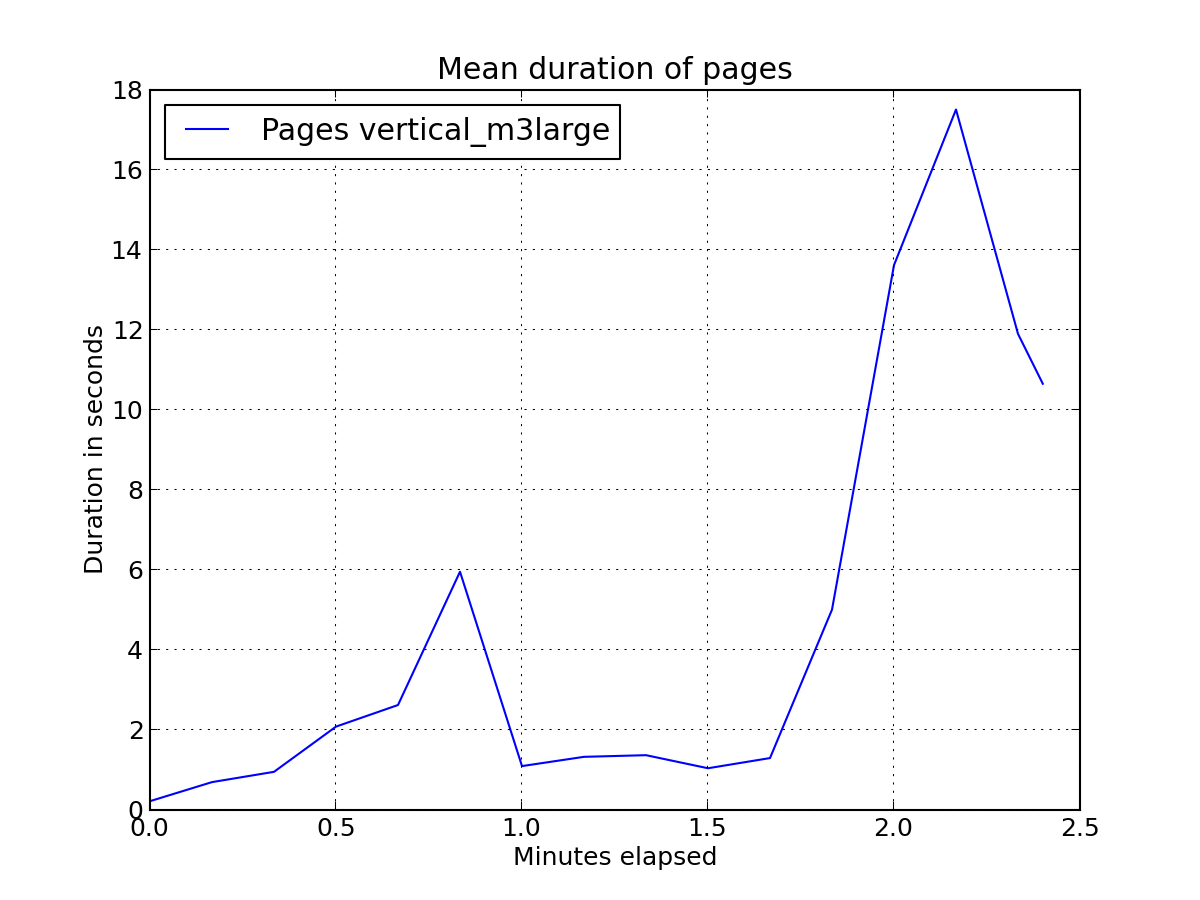 Mean duration of pages
Pages vertical_m3large
18
16
14
12
10
8
6
4
2
0
Duration in seconds
0.0 0.5 1.0 1.5 2.0 2.5
Minutes elapsed